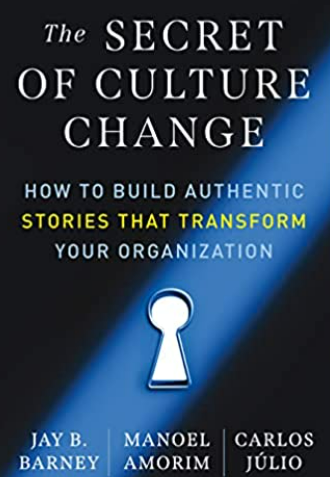 The SECRET
OF CULTURE
CHANGE
HOW TO BUILD AUTHENTIC
STORIES THAT TRANSFORM
YOUR ORGANIZATION
JAY B. MANOEL CARLOS
BARNEY AMORIM JÚLIO